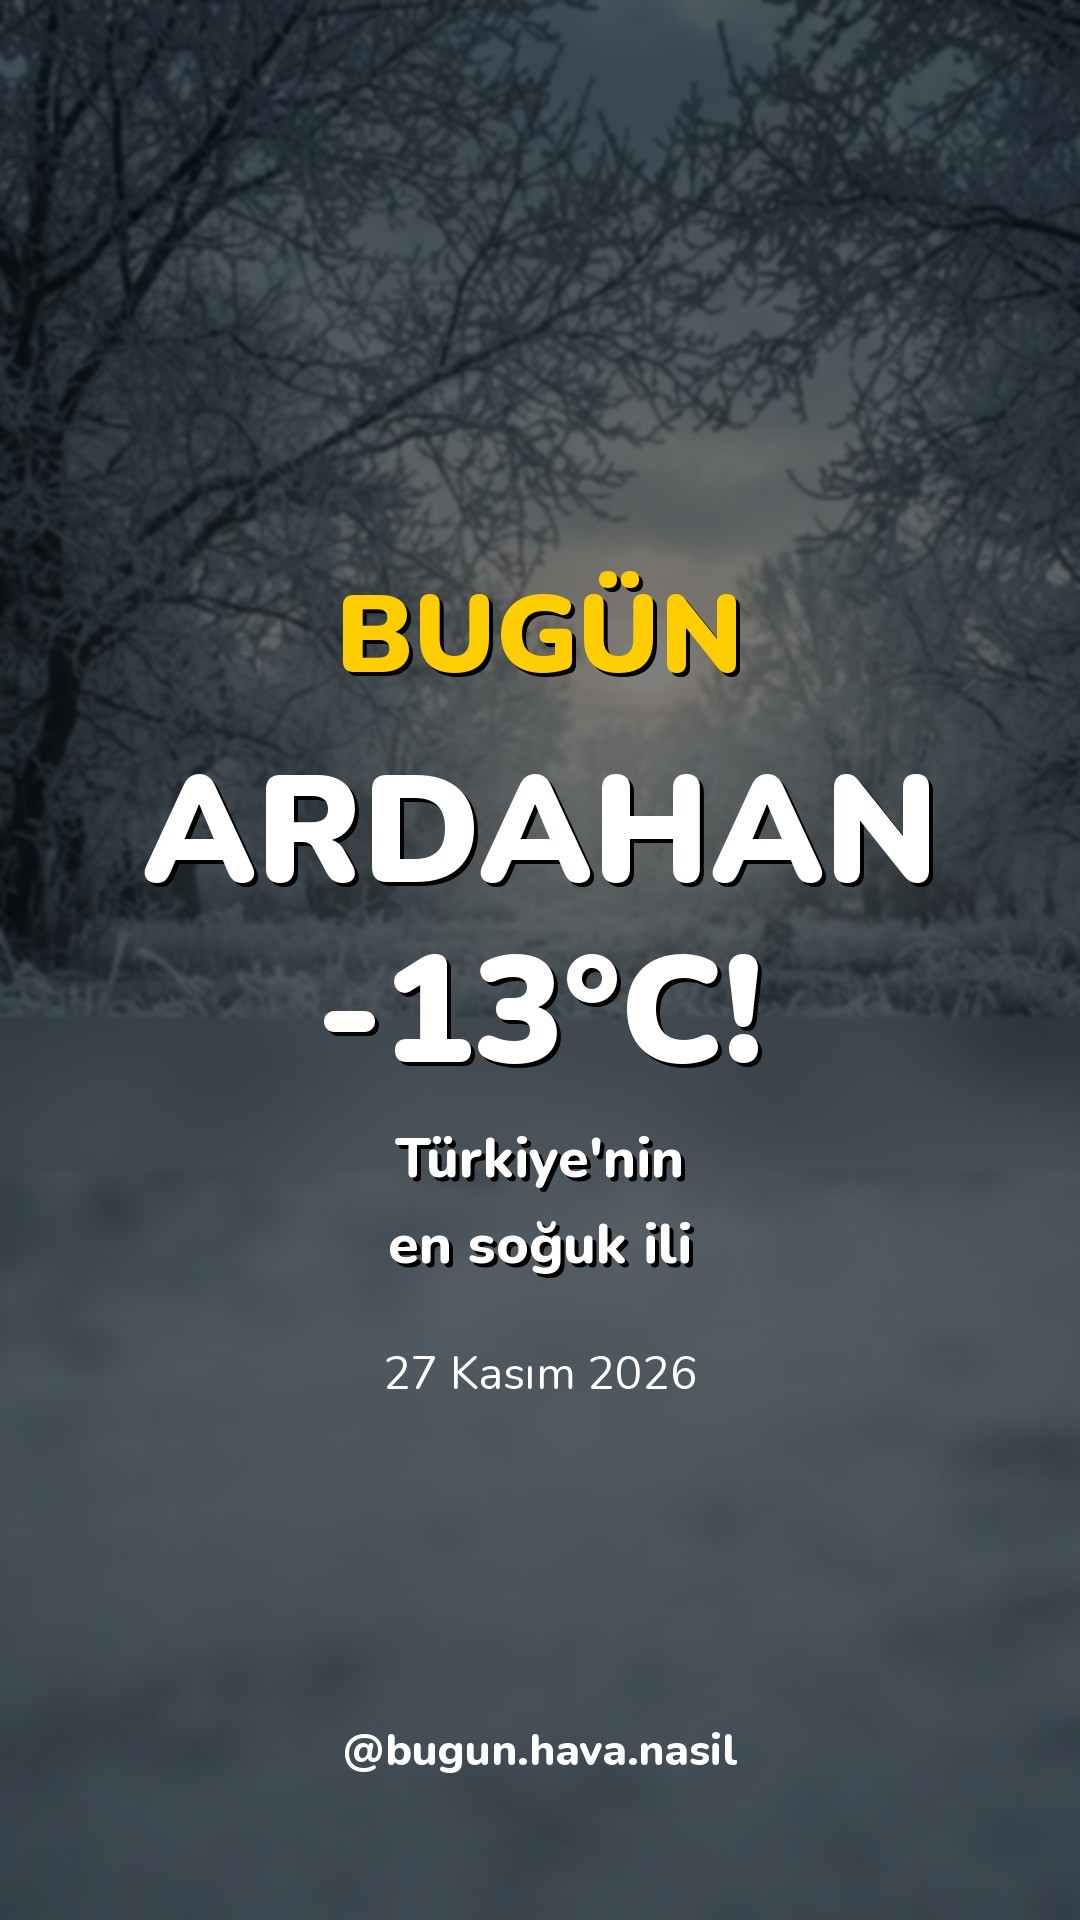 BUGÜN
ARDAHAN
-13°C!
Türkiye'nin
en soğuk ili
27 Kasım 2026
@bugun.hava.nasil